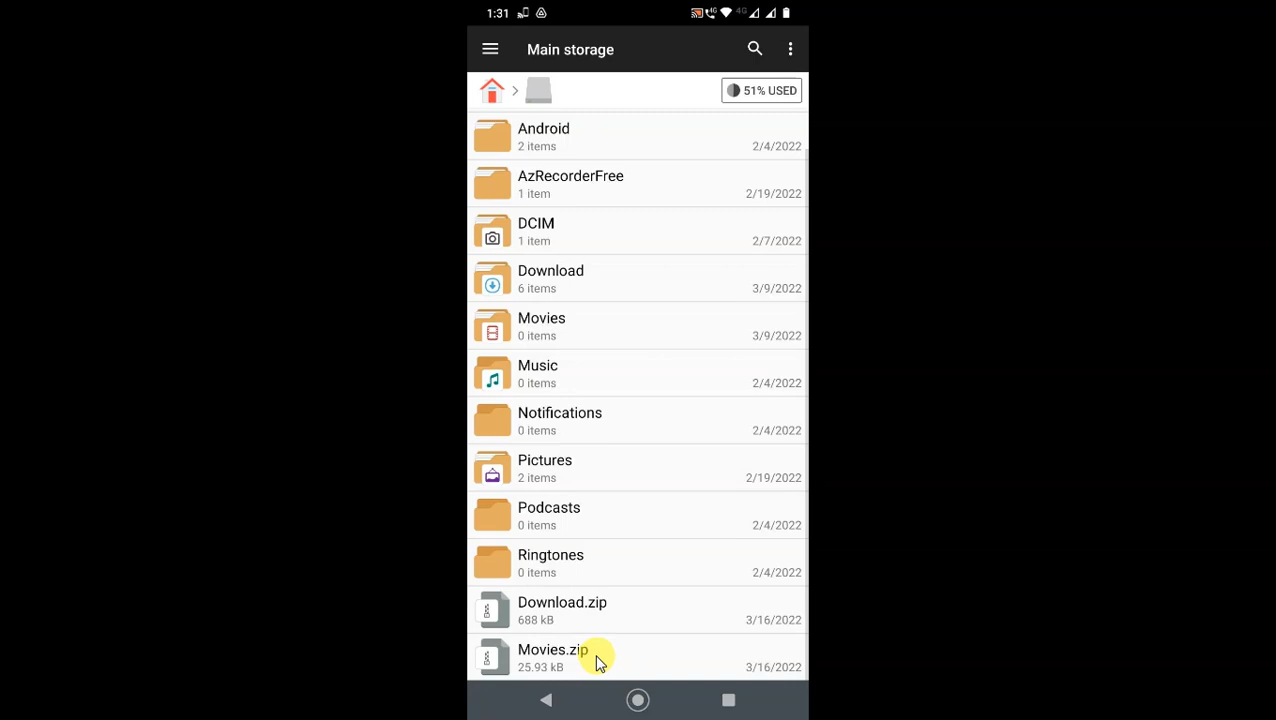 1:31
4G
4G
Main storage
51% USED
Android
2 items
2/4/2022
AzRecorderFree
1 item
2/19/2022
DCIM
1 item
2/7/2022
Download
6 items
3/9/2022
Movies
0 items
3/9/2022
Music
0 items
2/4/2022
Notifications
0 items
2/4/2022
Pictures
2 items
2/19/2022
Podcasts
0 items
2/4/2022
Ringtones
0 items
2/4/2022
Download.zip
688 kB
3/16/2022
Movies.zip
25.93 kB
3/16/2022